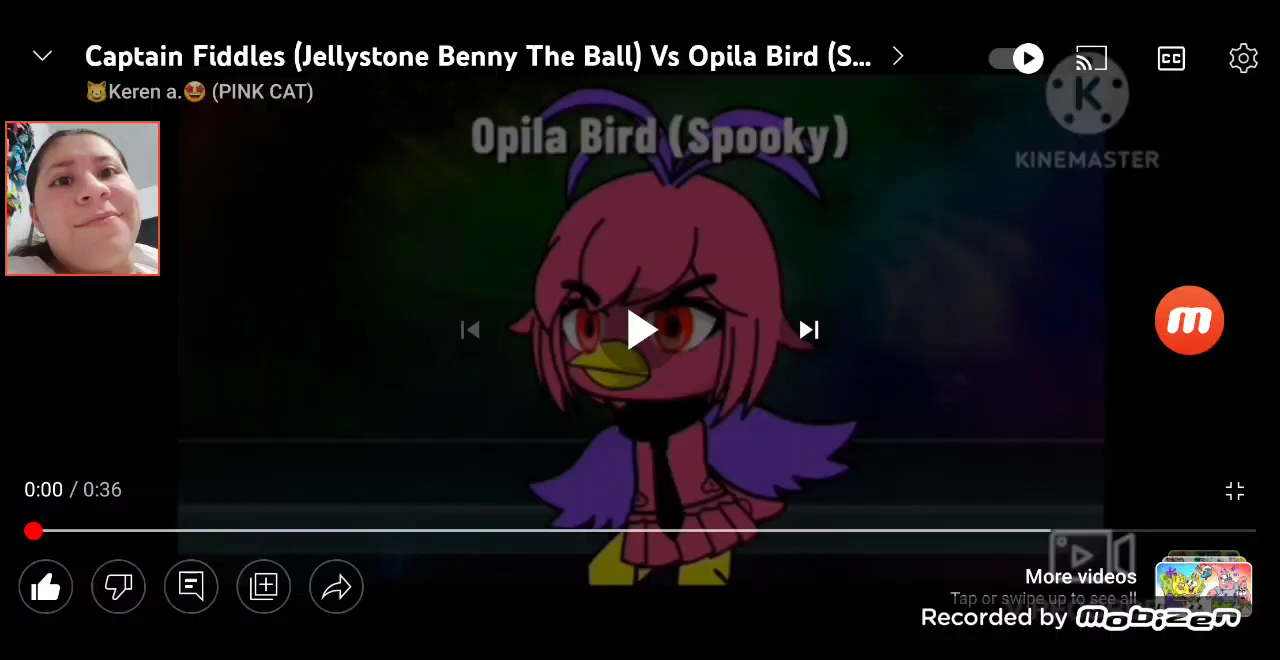 Captain Fiddles (Jellystone Benny The Ball) Vs Opila Bird (S...
😺Keren a.🤩 (PINK CAT)
CC
Opila Bird (Spooky)
K
KINEMASTER
m
0:00 / 0:36
More videos
Tap or swipe up to see all
Recorded by mobizen